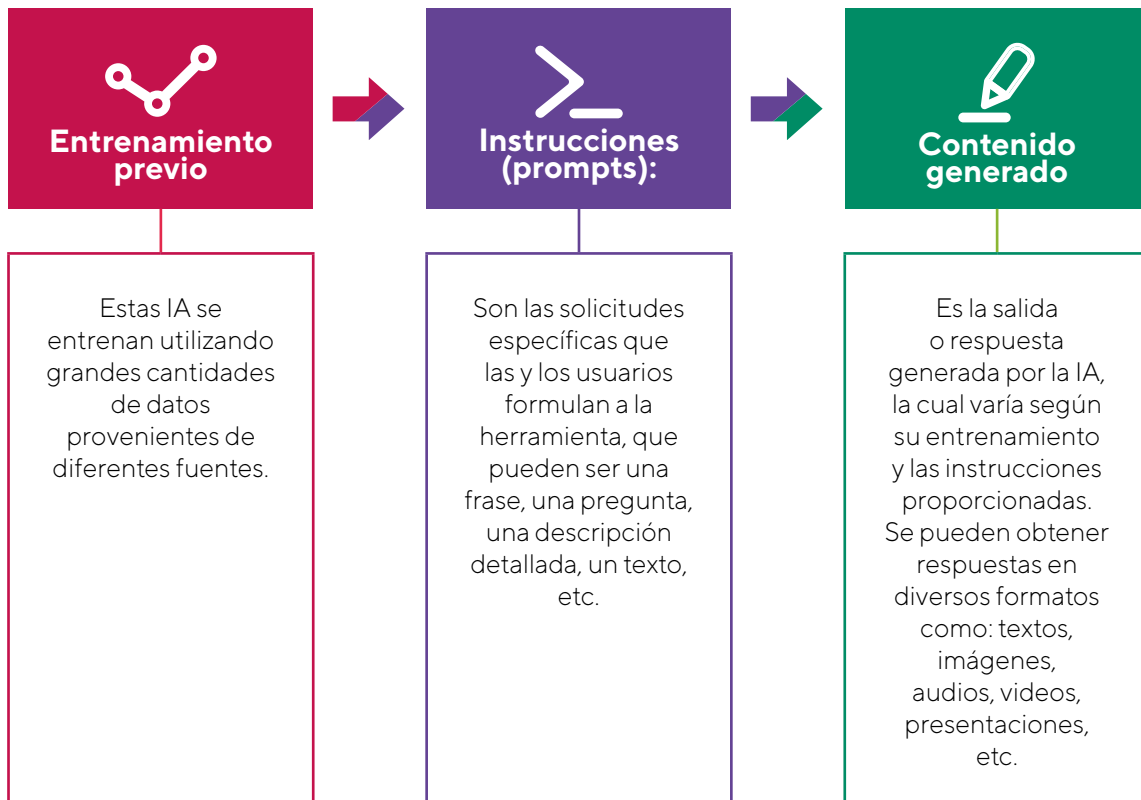 Entrenamiento
previo
Instrucciones
(prompts):
Contenido
generado
Estas IA se
entrenan utilizando
grandes cantidades
de datos
provenientes de
diferentes fuentes.
Son las solicitudes
específicas que
las y los usuarios
formulan a la
herramienta, que
pueden ser una
frase, una pregunta,
una descripción
detallada, un texto,
etc.
Es la salida
o respuesta
generada por la IA,
la cual varía según
su entrenamiento
y las instrucciones
proporcionadas.
Se pueden obtener
respuestas en
diversos formatos
como: textos,
imágenes,
audios, videos,
presentaciones,
etc.